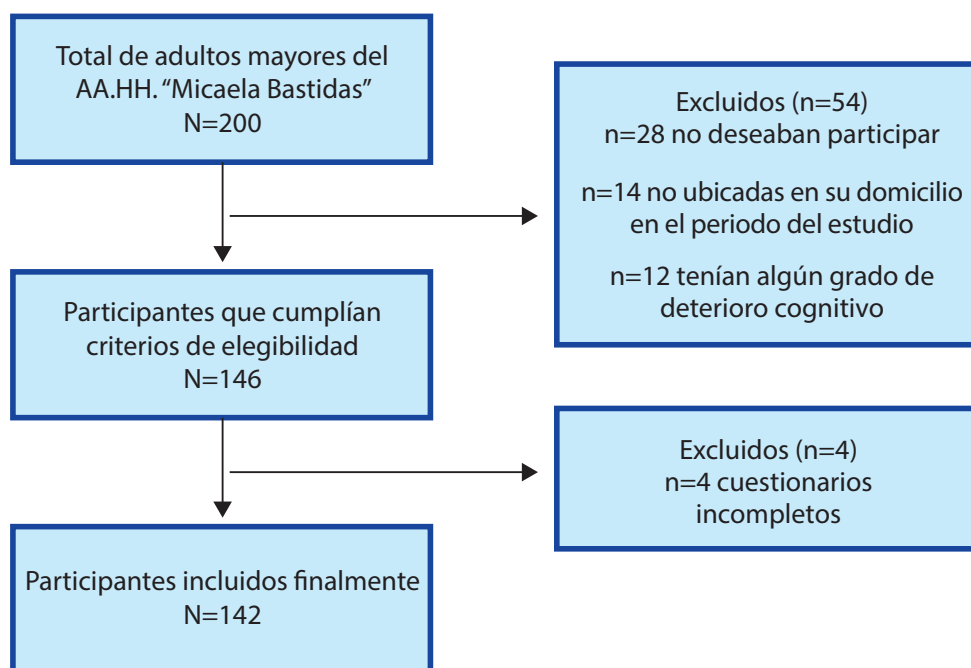 Total de adultos mayores del
AA.HH. “Micaela Bastidas”
N=200
Excluidos (n=54)
n=28 no deseaban participar
n=14 no ubicadas en su domicilio
en el periodo del estudio
n=12 tenían algún grado de
deterioro cognitivo
Participantes que cumplían
criterios de elegibilidad
N=146
Excluidos (n=4)
n=4 cuestionarios
incompletos
Participantes incluidos finalmente
N=142